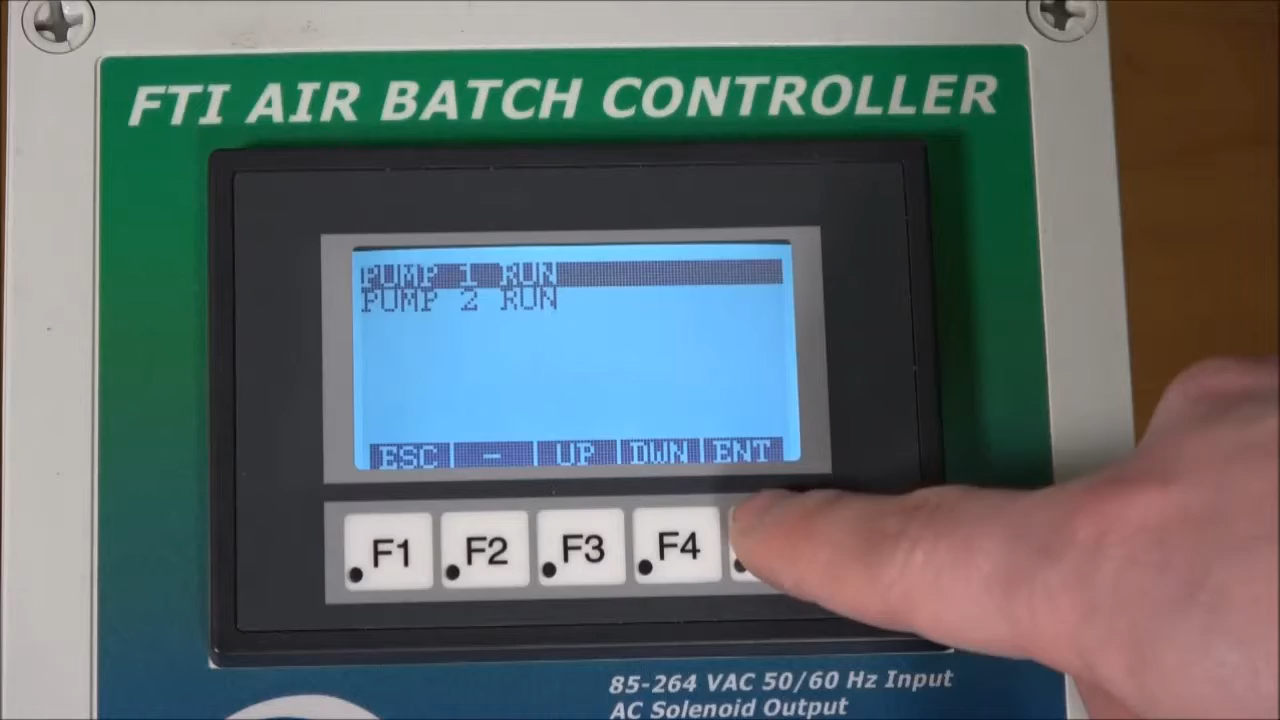 FTI AIR BATCH CONTROLLER
PUMP 1 RUN
PUMP 2 RUN
ESC - UP DWN ENT
F1 F2 F3 F4
85-264 VAC 50/60 Hz Input
AC Solenoid Output